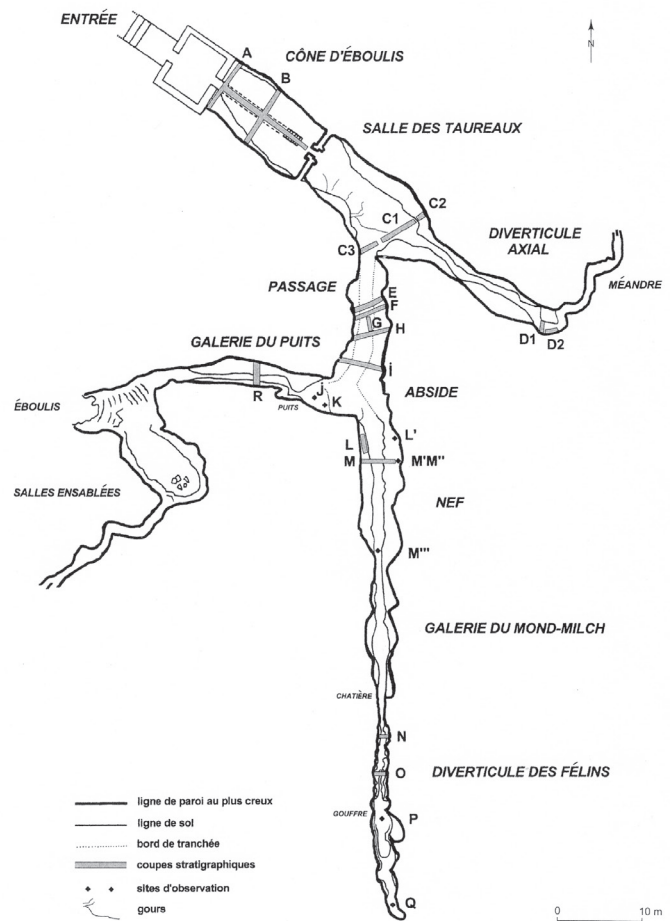 ENTRÉE
N
A
CÔNE D'ÉBOULIS
B
SALLE DES TAUREAUX
C2
C1
C3
DIVERTICULE
AXIAL
MÉANDRE
PASSAGE
E
F
G
H
D1
D2
GALERIE DU PUITS
İ
R
PUITS
J
K
ABSIDE
ÉBOULIS
L'
L
M
M'M''
SALLES ENSABLÉES
NEF
M'''
GALERIE DU MOND-MILCH
CHATIÈRE
N
O
DIVERTICULE DES FÉLINS
GOUFFRE
P
Q
ligne de paroi au plus creux
ligne de sol
bord de tranchée
coupes stratigraphiques
sites d'observation
gours
0
10 m